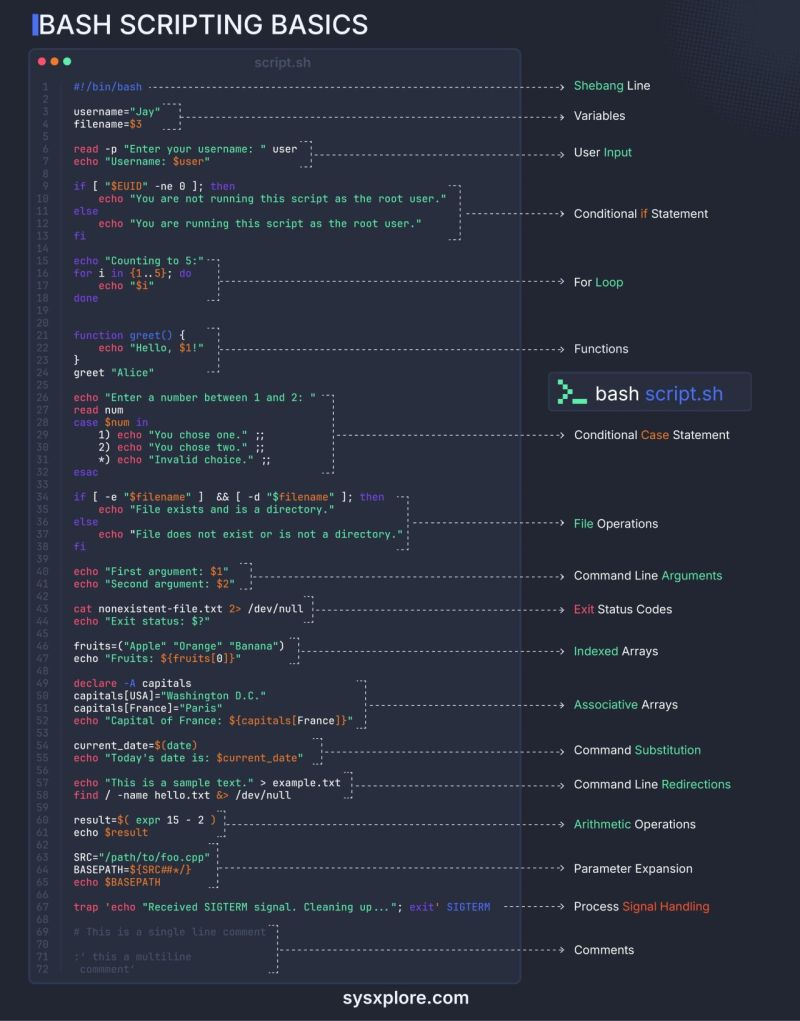 BASH SCRIPTING BASICS
script.sh
1 #!/bin/bash
Shebang Line
2
3 username="Jay"
4 filename=$3
Variables
5
6 read -p "Enter your username: " user
7 echo "Username: $user"
User Input
8
9 if [ "$EUID" -ne 0 ]; then
10 echo "You are not running this script as the root user."
11 else
12 echo "You are running this script as the root user."
13 fi
Conditional if Statement
14
15 echo "Counting to 5:"
16 for i in {1..5}; do
17 echo "$i"
18 done
For Loop
19
20
21 function greet() {
22 echo "Hello, $1!"
23 }
24 greet "Alice"
Functions
bash script.sh
25
26 echo "Enter a number between 1 and 2: "
27 read num
28 case $num in
29 1) echo "You chose one." ;;
30 2) echo "You chose two." ;;
31 *) echo "Invalid choice." ;;
32 esac
Conditional Case Statement
33
34 if [ -e "$filename" ] && [ -d "$filename" ]; then
35 echo "File exists and is a directory."
36 else
37 echo "File does not exist or is not a directory."
38 fi
File Operations
39
40 echo "First argument: $1"
41 echo "Second argument: $2"
Command Line Arguments
42
43 cat nonexistent-file.txt 2> /dev/null
44 echo "Exit status: $?"
Exit Status Codes
45
46 fruits=("Apple" "Orange" "Banana")
47 echo "Fruits: ${fruits[0]}"
Indexed Arrays
48
49 declare -A capitals
50 capitals[USA]="Washington D.C."
51 capitals[France]="Paris"
52 echo "Capital of France: ${capitals[France]}"
Associative Arrays
53
54 current_date=$(date)
55 echo "Today's date is: $current_date"
Command Substitution
56
57 echo "This is a sample text." > example.txt
58 find / -name hello.txt &> /dev/null
Command Line Redirections
59
60 result=$( expr 15 - 2 )
61 echo $result
Arithmetic Operations
62
63 SRC="/path/to/foo.cpp"
64 BASEPATH=${SRC##*/}
65 echo $BASEPATH
Parameter Expansion
66
67 trap 'echo "Received SIGTERM signal. Cleaning up..."; exit' SIGTERM
Process Signal Handling
68
69 # This is a single line comment
70
71 :' this a multiline
72 commment'
Comments
sysxplore.com